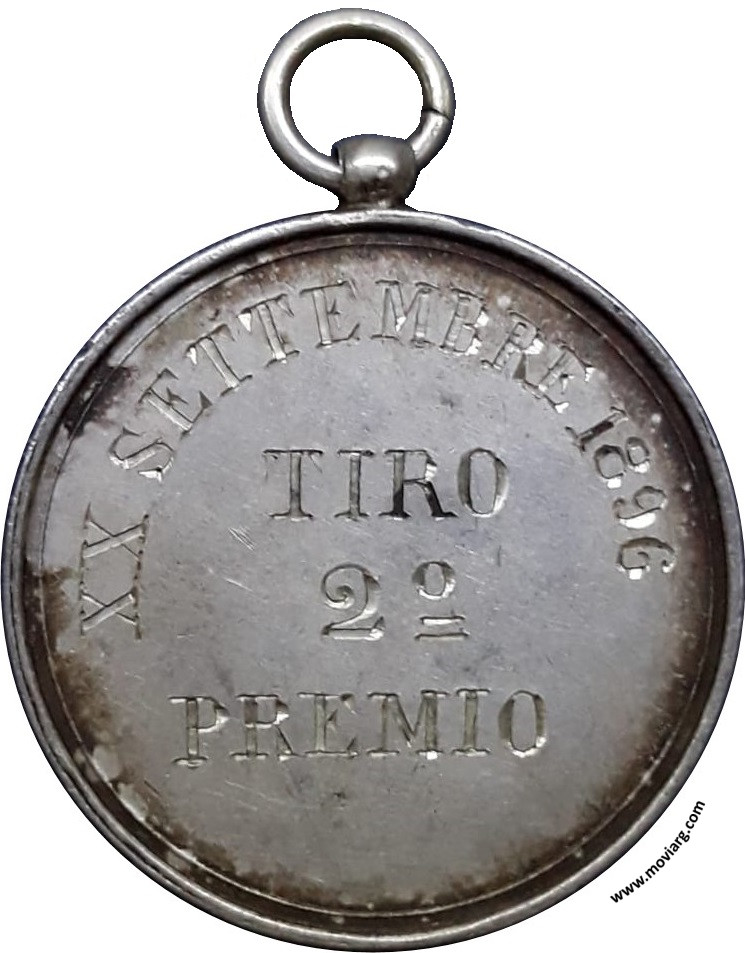 XX SETTEMBRE 1896
TIRO
2º
PREMIO
www.moviarg.com